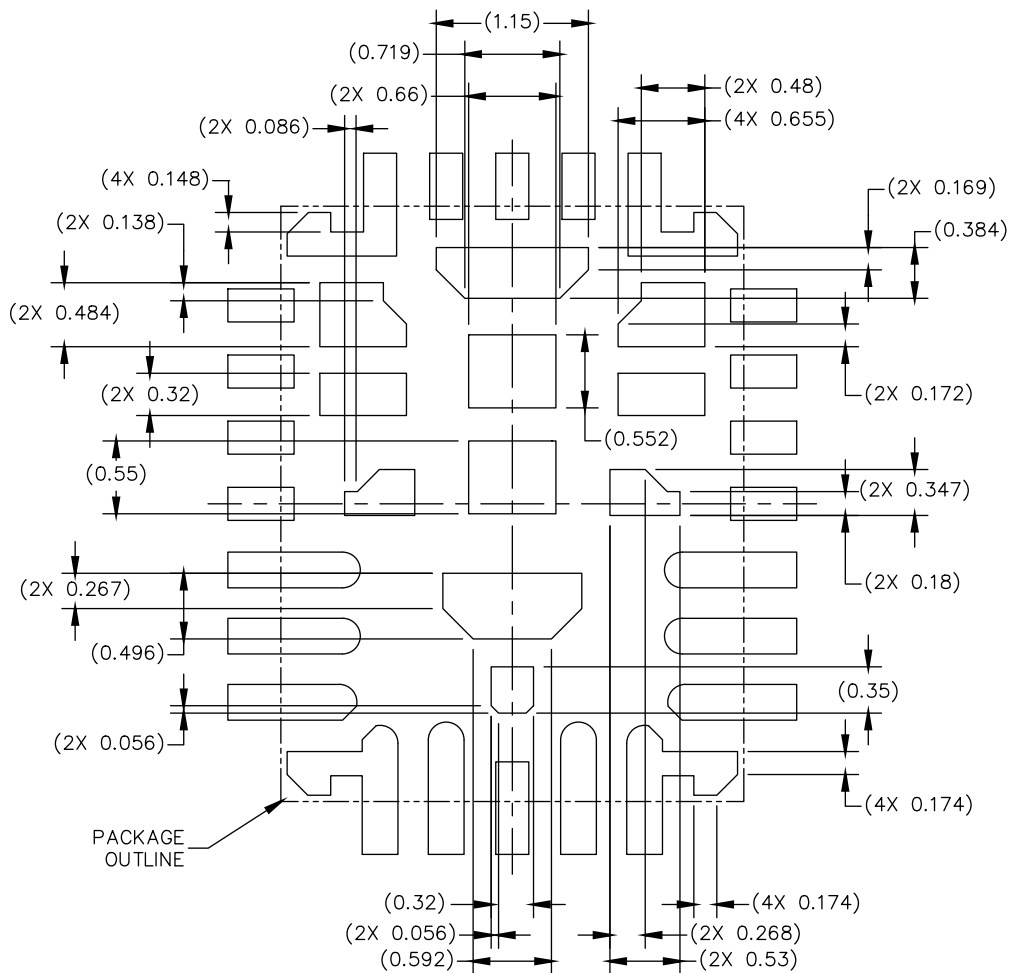 (1.15)
(0.719)
(2X 0.66)
(2X 0.48)
(2X 0.086)
(4X 0.655)
(4X 0.148)
(2X 0.169)
(2X 0.138)
(0.384)
(2X 0.484)
(2X 0.32)
(2X 0.172)
(0.552)
(0.55)
(2X 0.347)
(2X 0.267)
(2X 0.18)
(0.496)
(0.35)
(2X 0.056)
(4X 0.174)
PACKAGE
OUTLINE
(0.32)
(4X 0.174)
(2X 0.056)
(2X 0.268)
(0.592)
(2X 0.53)